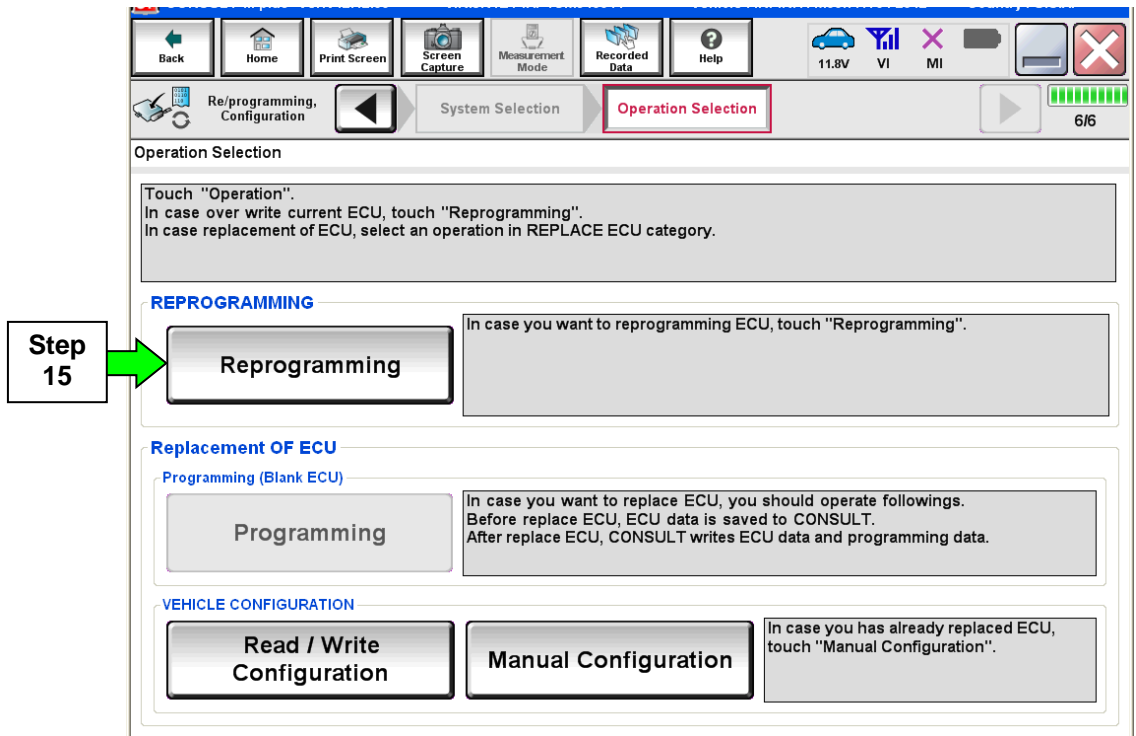 Back
Home
Print Screen
Screen
Capture
Measurement
Mode
Recorded
Data
Help
11.8V
VI
MI
Re/programming,
Configuration
System Selection
Operation Selection
6/6
Operation Selection
Touch "Operation".
In case over write current ECU, touch "Reprogramming".
In case replacement of ECU, select an operation in REPLACE ECU category.
REPROGRAMMING
Step
15
Reprogramming
In case you want to reprogramming ECU, touch "Reprogramming".
Replacement OF ECU
Programming (Blank ECU)
Programming
In case you want to replace ECU, you should operate followings.
Before replace ECU, ECU data is saved to CONSULT.
After replace ECU, CONSULT writes ECU data and programming data.
VEHICLE CONFIGURATION
Read / Write
Configuration
Manual Configuration
In case you has already replaced ECU,
touch "Manual Configuration".